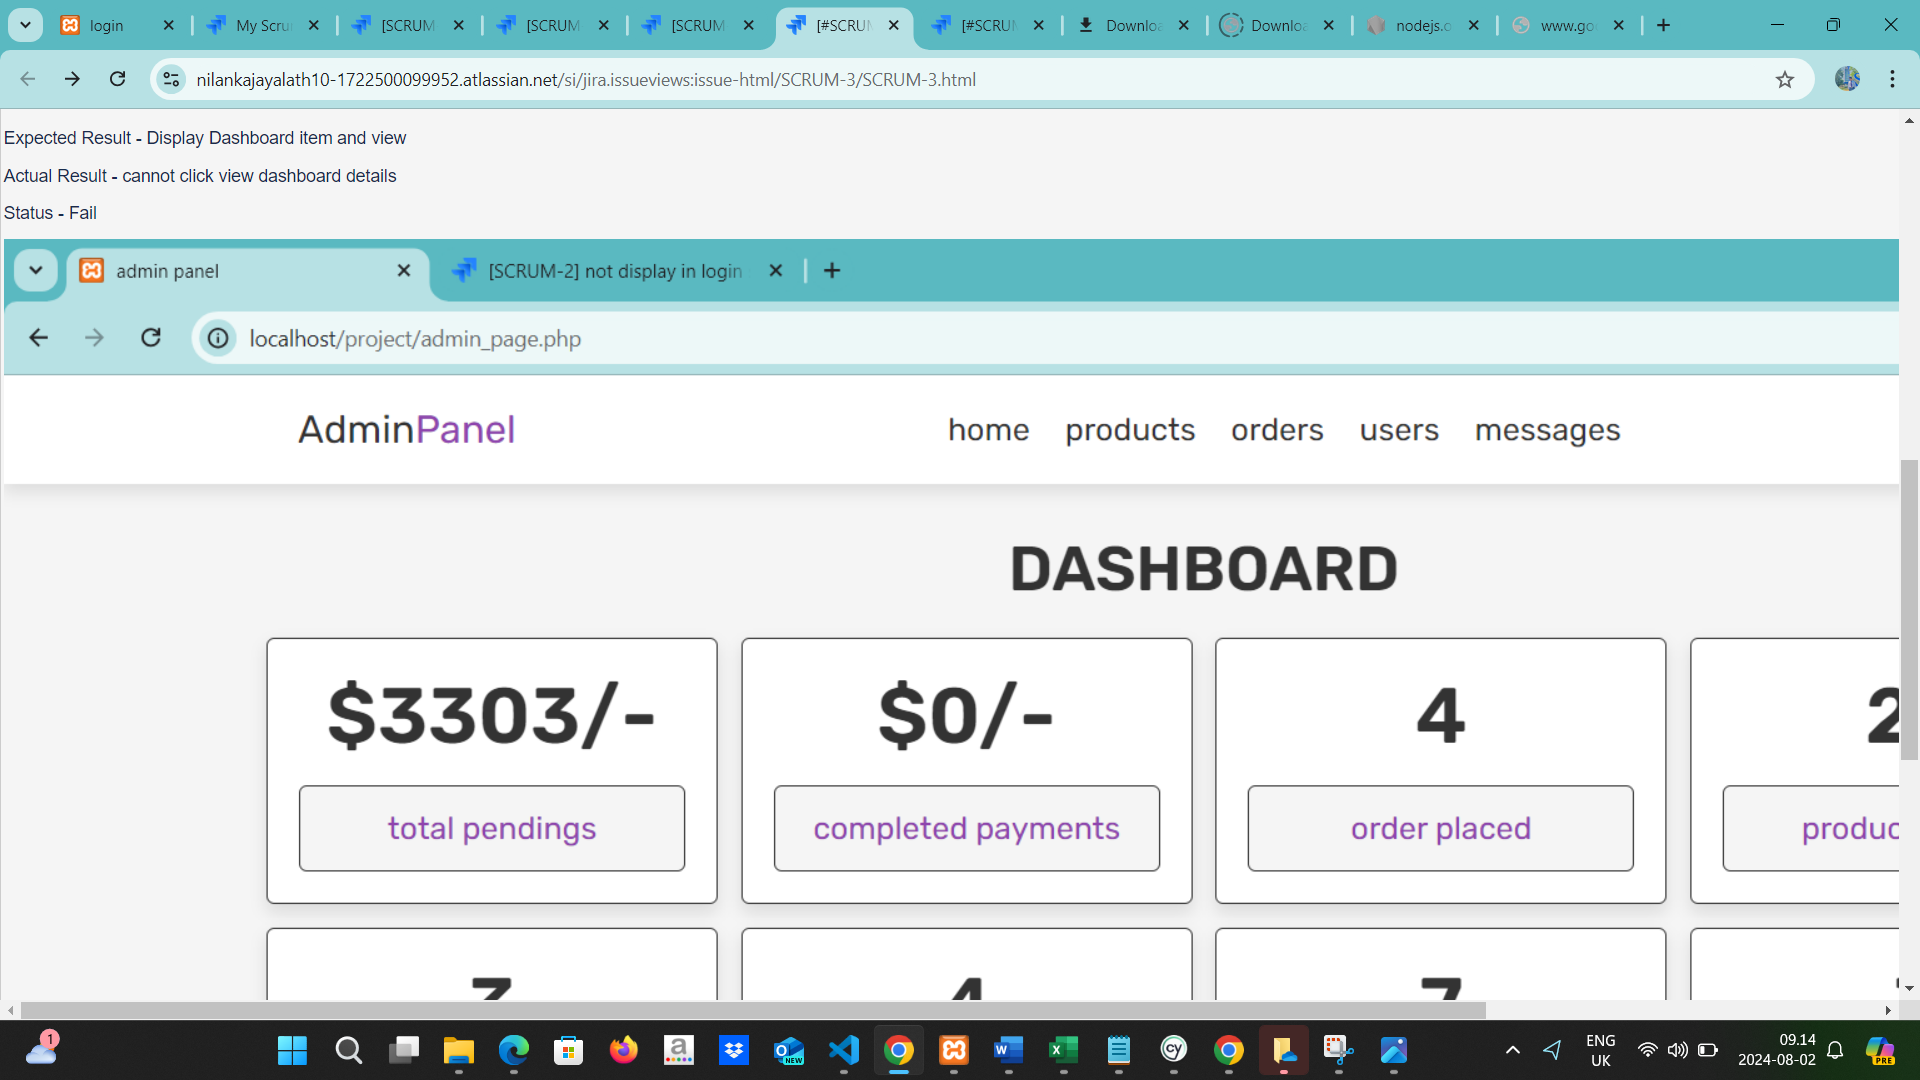 login
My Scru
[SCRUM
[SCRUM
[SCRUM
[#SCRUM
[#SCRUM
Downloa
Downloa
nodejs.o
www.go
nilankajayalath10-1722500099952.atlassian.net/si/jira.issueviews:issue-html/SCRUM-3/SCRUM-3.html
Expected Result - Display Dashboard item and view
Actual Result - cannot click view dashboard details
Status - Fail
admin panel
[SCRUM-2] not display in login
localhost/project/admin_page.php
AdminPanel
home products orders users messages
DASHBOARD
$3303/-
$0/-
4
2
total pendings
completed payments
order placed
produc
3
4
7
1
ENG
UK
09.14
2024-08-02
NEW
PRE